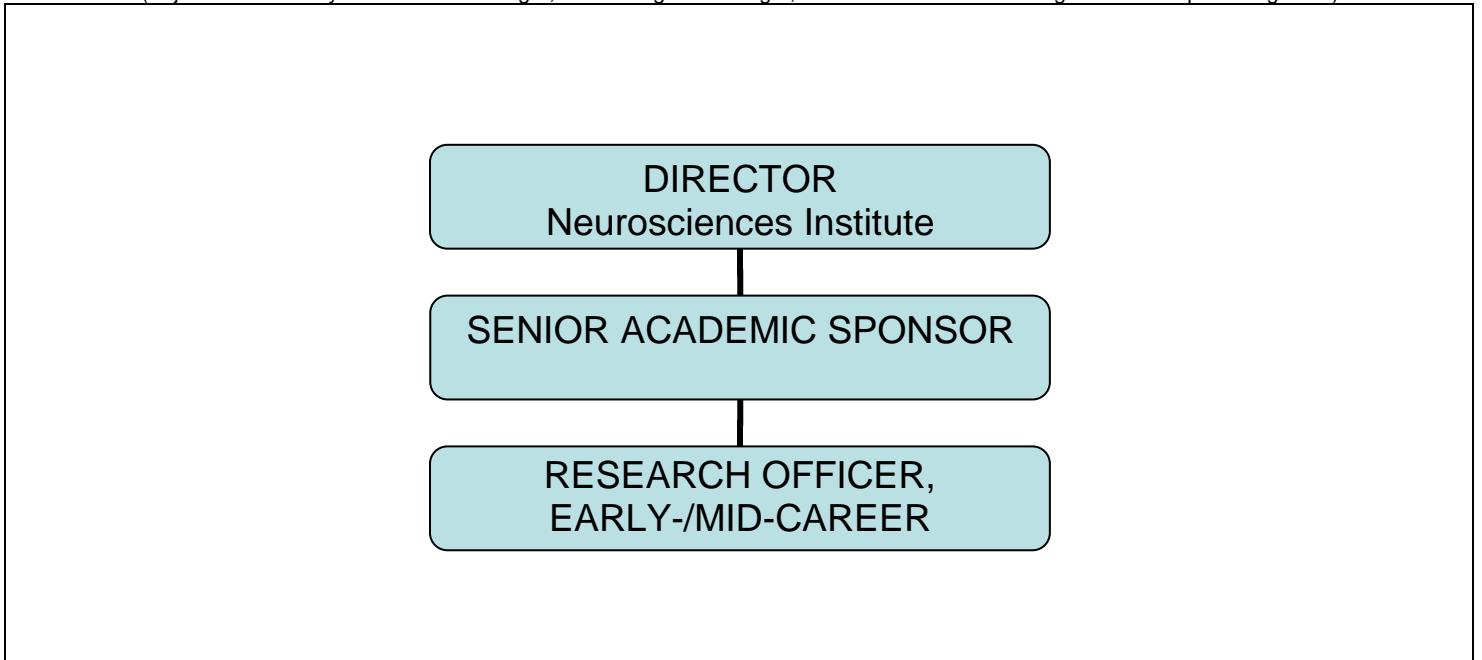 DIRECTOR
Neurosciences Institute
SENIOR ACADEMIC SPONSOR
RESEARCH OFFICER,
EARLY-/MID-CAREER